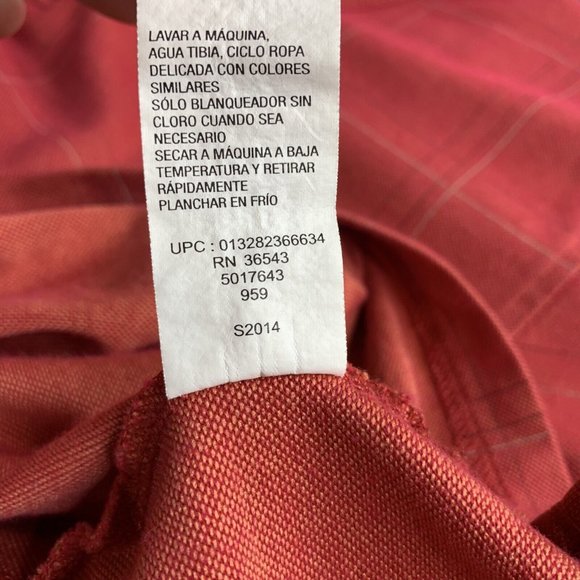 LAVAR A MÁQUINA,
AGUA TIBIA, CICLO ROPA
DELICADA CON COLORES
SIMILARES
SÓLO BLANQUEADOR SIN
CLORO CUANDO SEA
NECESARIO
SECAR A MÁQUINA A BAJA
TEMPERATURA Y RETIRAR
RÁPIDAMENTE
PLANCHAR EN FRÍO
UPC : 013282366634
RN 36543
5017643
959
S2014